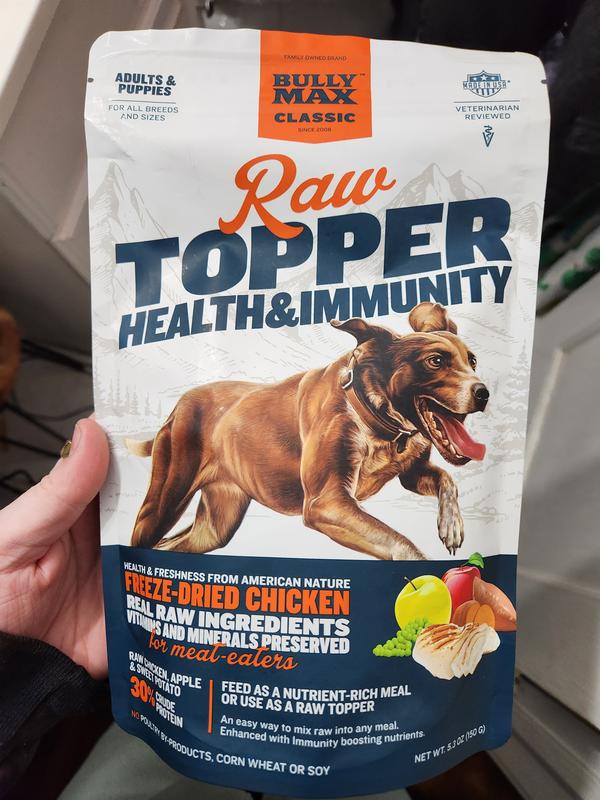 FAMILY OWNED BRAND
BULLY
MAX™
CLASSIC
SINCE 2008
ADULTS &
PUPPIES
FOR ALL BREEDS
AND SIZES
MADE IN USA*
VETERINARIAN
REVIEWED
Raw
TOPPER
HEALTH&IMMUNITY
HEALTH & FRESHNESS FROM AMERICAN NATURE
FREEZE-DRIED CHICKEN
REAL RAW INGREDIENTS
VITAMINS AND MINERALS PRESERVED
for meat-eaters
RAW CHICKEN, APPLE
& SWEET POTATO
30% CRUDE
PROTEIN
FEED AS A NUTRIENT-RICH MEAL
OR USE AS A RAW TOPPER
An easy way to mix raw into any meal.
Enhanced with Immunity boosting nutrients.
NO POULTRY BY-PRODUCTS, CORN WHEAT OR SOY
NET WT. 5.3 OZ (150 G)